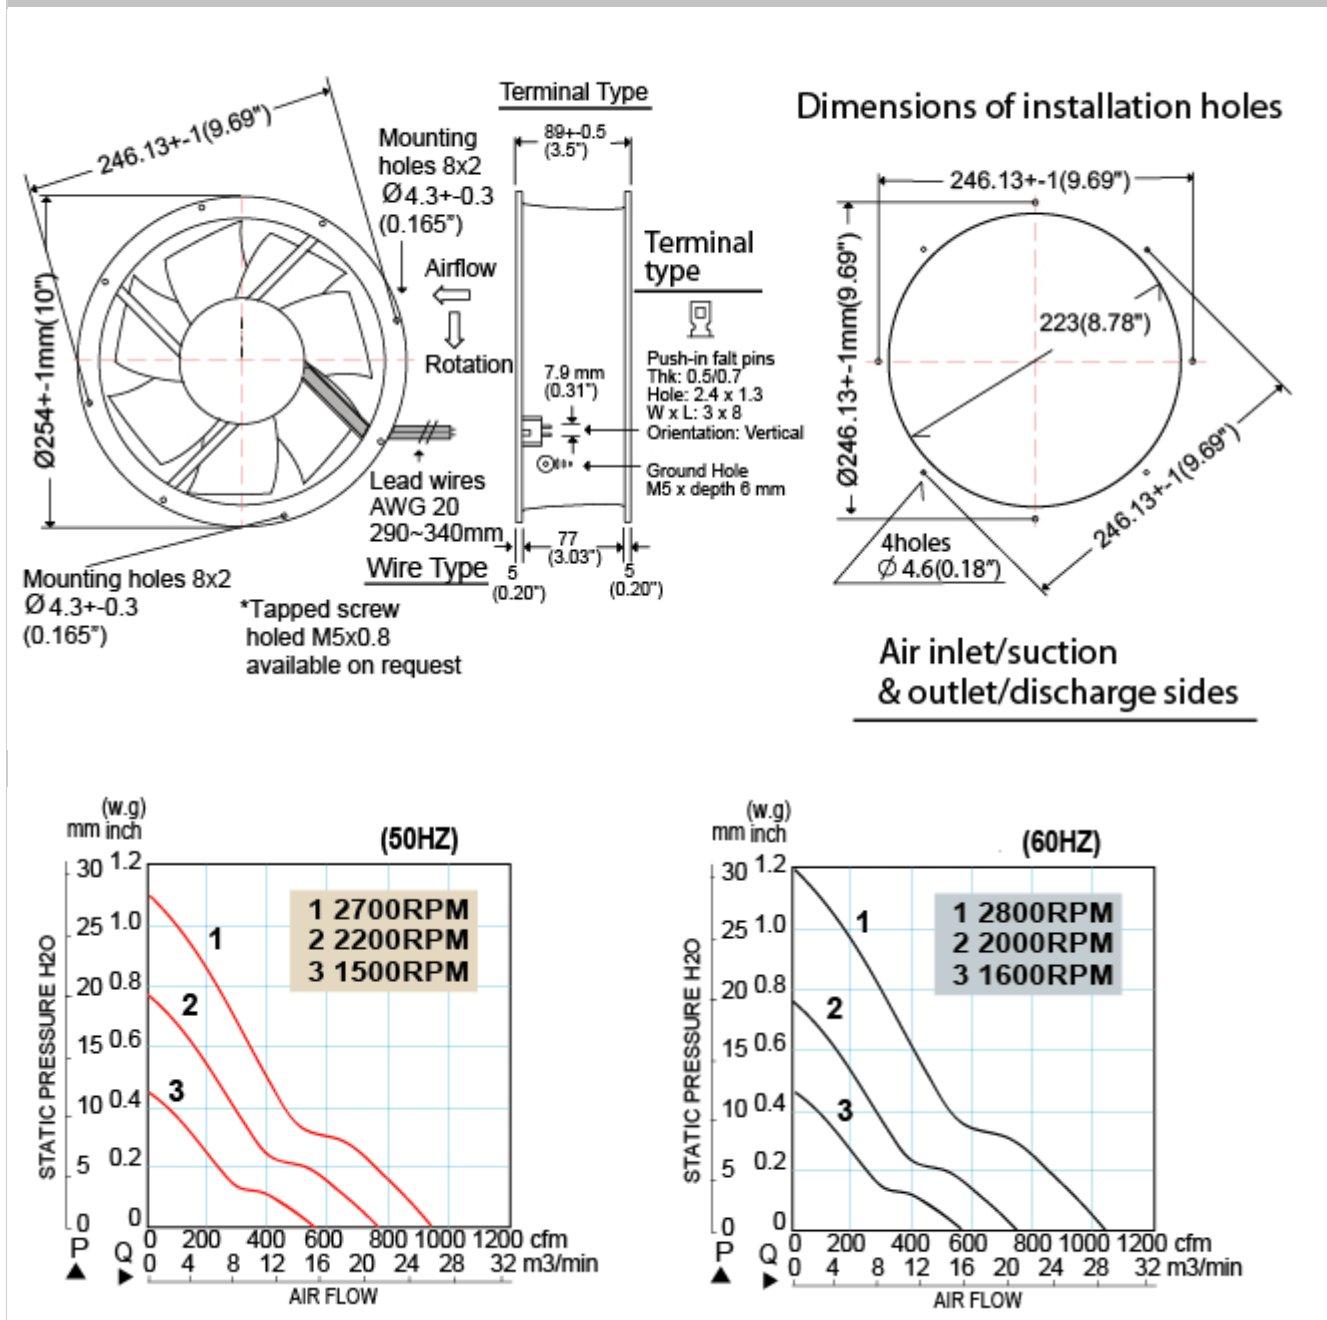 246.13+-1(9.69")
Ø254+-1mm(10")
Mounting
holes 8x2
Ø4.3+-0.3
(0.165")
Airflow
Rotation
Lead wires
AWG 20
290~340mm
Wire Type
Mounting holes 8x2
Ø4.3+-0.3
(0.165")
*Tapped screw
holed M5x0.8
available on request
Terminal Type
89+-0.5
(3.5")
7.9 mm
(0.31")
77
(3.03")
5
(0.20")
5
(0.20")
Terminal
type
Push-in falt pins
Thk: 0.5/0.7
Hole: 2.4 x 1.3
W x L: 3 x 8
Orientation: Vertical
Ground Hole
M5 x depth 6 mm
Dimensions of installation holes
246.13+-1(9.69")
Ø246.13+-1mm(9.69")
223(8.78")
246.13+-1(9.69")
4holes
Ø 4.6(0.18")
Air inlet/suction
& outlet/discharge sides
(w.g)
mm inch
(50HZ)
30 1.2
25 1.0
20 0.8
15 0.6
10 0.4
5 0.2
0 0
STATIC PRESSURE H2O
1
2
3
1 2700RPM
2 2200RPM
3 1500RPM
P Q
0 200 400 600 800 1000 1200 cfm
0 4 8 12 16 20 24 28 32 m3/min
AIR FLOW
(w.g)
mm inch
(60HZ)
30 1.2
25 1.0
20 0.8
15 0.6
10 0.4
5 0.2
0 0
STATIC PRESSURE H2O
1
2
3
1 2800RPM
2 2000RPM
3 1600RPM
P Q
0 200 400 600 800 1000 1200 cfm
0 4 8 12 16 20 24 28 32 m3/min
AIR FLOW